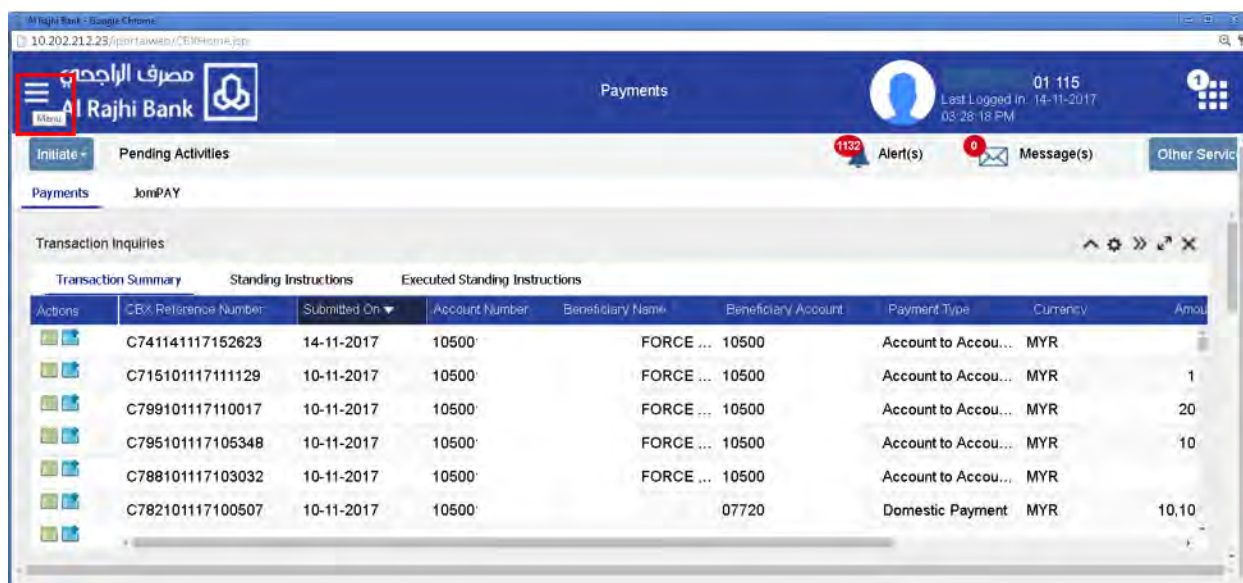 Al Rajhi Bank - Google Chrome
10.202.212.23/iportalweb/CBXHome.jsp
مصرف الراجحي
Al Rajhi Bank
Menu
Payments
01 115
Last Logged in 14-11-2017
03:28:18 PM
1
Initiate
Pending Activities
1132
Alert(s)
0
Message(s)
Other Servic
Payments
JomPAY
Transaction Inquiries
Transaction Summary
Standing Instructions
Executed Standing Instructions
Actions CBX Reference Number Submitted On Account Number Beneficiary Name Beneficiary Account Payment Type Currency Amou
C741141117152623 14-11-2017 10500 FORCE ... 10500 Account to Accou... MYR
C715101117111129 10-11-2017 10500 FORCE ... 10500 Account to Accou... MYR 1
C799101117110017 10-11-2017 10500 FORCE ... 10500 Account to Accou... MYR 20
C795101117105348 10-11-2017 10500 FORCE ... 10500 Account to Accou... MYR 10
C788101117103032 10-11-2017 10500 FORCE ... 10500 Account to Accou... MYR
C782101117100507 10-11-2017 10500 07720 Domestic Payment MYR 10,10